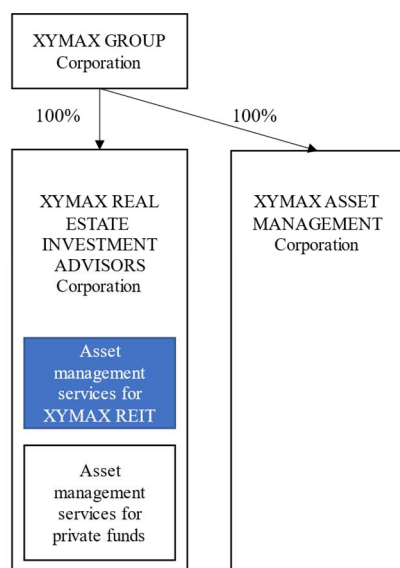 XYMAX GROUP
Corporation
100%
100%
XYMAX REAL
ESTATE
INVESTMENT
ADVISORS
Corporation
XYMAX ASSET
MANAGEMENT
Corporation
Asset
management
services for
XYMAX REIT
Asset
management
services for
private funds